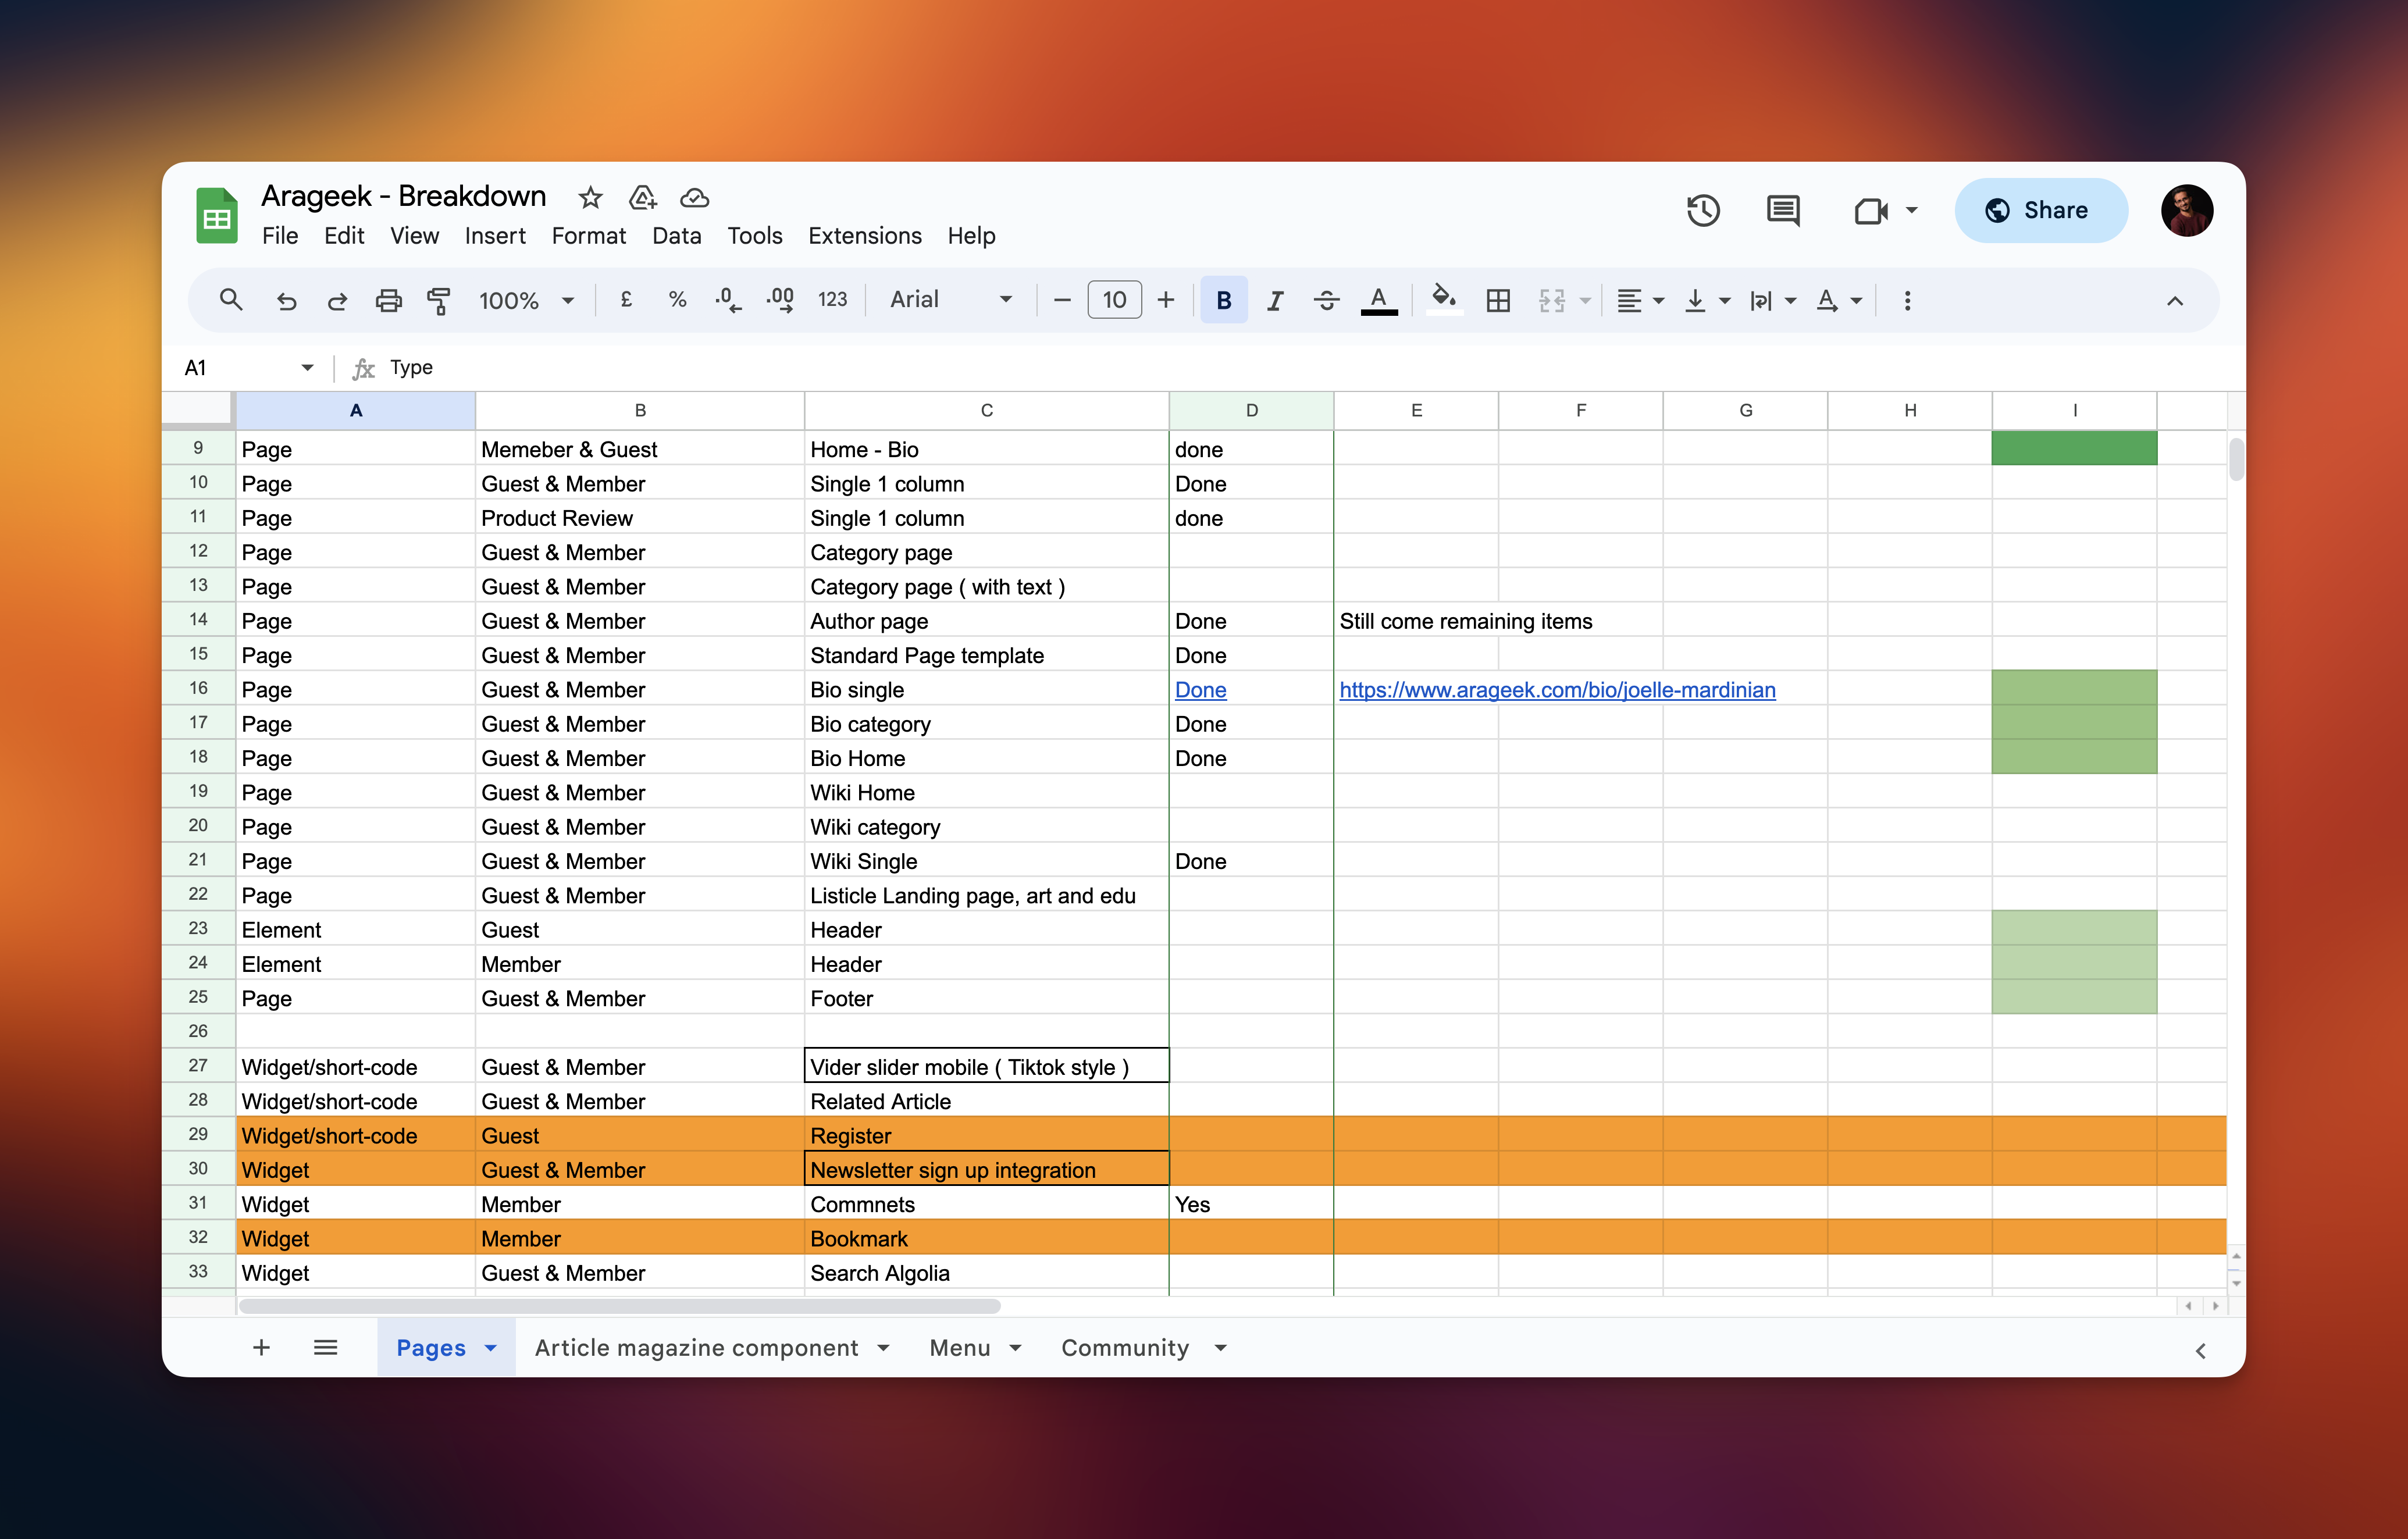 Arageek - Breakdown
File Edit View Insert Format Data Tools Extensions Help
Share
100% £ % .0 .00 123 Arial 10 B I A A
A1 fx Type
A B C D E F G H I
9 Page Memeber & Guest Home - Bio done
10 Page Guest & Member Single 1 column Done
11 Page Product Review Single 1 column done
12 Page Guest & Member Category page
13 Page Guest & Member Category page ( with text )
14 Page Guest & Member Author page Done Still come remaining items
15 Page Guest & Member Standard Page template Done
16 Page Guest & Member Bio single Done https://www.arageek.com/bio/joelle-mardinian
17 Page Guest & Member Bio category Done
18 Page Guest & Member Bio Home Done
19 Page Guest & Member Wiki Home
20 Page Guest & Member Wiki category
21 Page Guest & Member Wiki Single Done
22 Page Guest & Member Listicle Landing page, art and edu
23 Element Guest Header
24 Element Member Header
25 Page Guest & Member Footer
26
27 Widget/short-code Guest & Member Vider slider mobile ( Tiktok style )
28 Widget/short-code Guest & Member Related Article
29 Widget/short-code Guest Register
30 Widget Guest & Member Newsletter sign up integration
31 Widget Member Commnets Yes
32 Widget Member Bookmark
33 Widget Guest & Member Search Algolia
Pages Article magazine component Menu Community